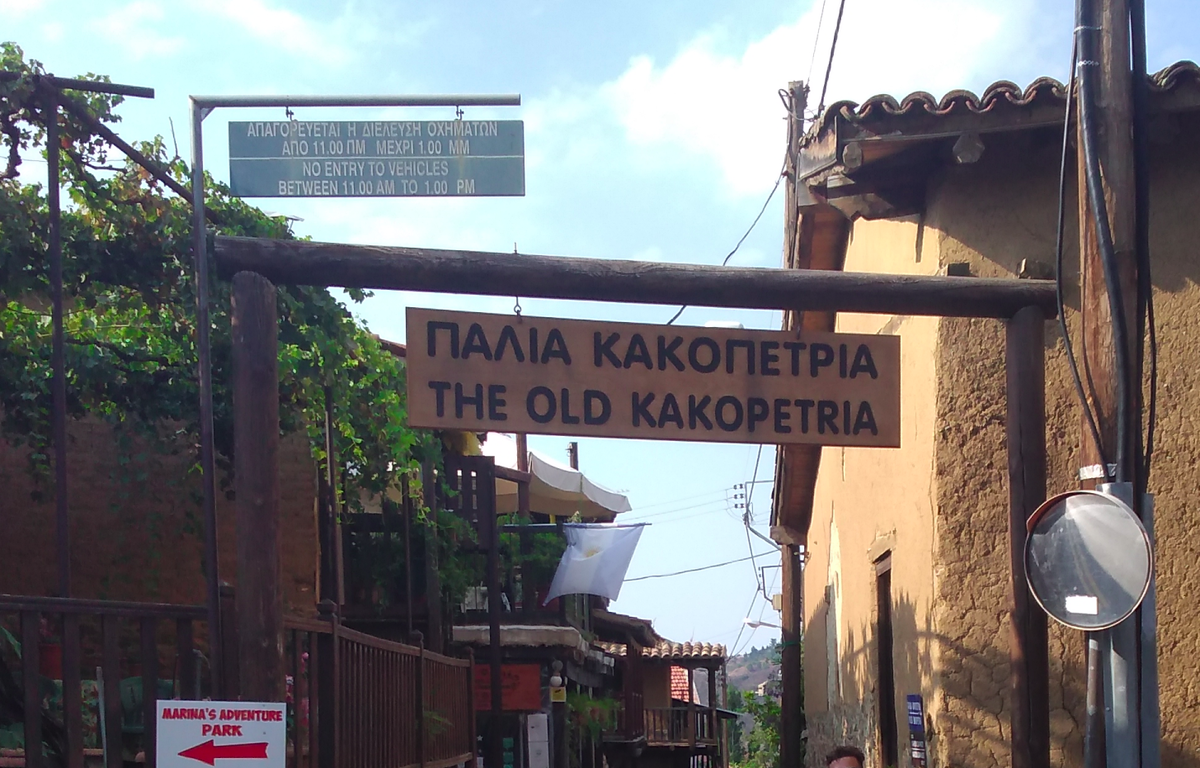 ΑΠΑΓΟΡΕΥΕΤΑΙ Η ΔΙΕΛΕΥΣΗ ΟΧΗΜΑΤΩΝ
ΑΠΟ 11.00 ΠΜ ΜΕΧΡΙ 1.00 ΜΜ
NO ENTRY TO VEHICLES
BETWEEN 11.00 AM TO 1.00 PM
ΠΑΛΙΑ ΚΑΚΟΠΕΤΡΙΑ
THE OLD KAKOPETRIA
MARINA'S ADVENTURE
PARK